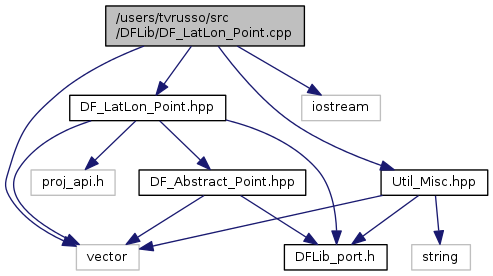 /users/tvrusso/src
/DFLib/DF_LatLon_Point.cpp
DF_LatLon_Point.hpp
iostream
proj_api.h
DF_Abstract_Point.hpp
Util_Misc.hpp
vector
DFLib_port.h
string